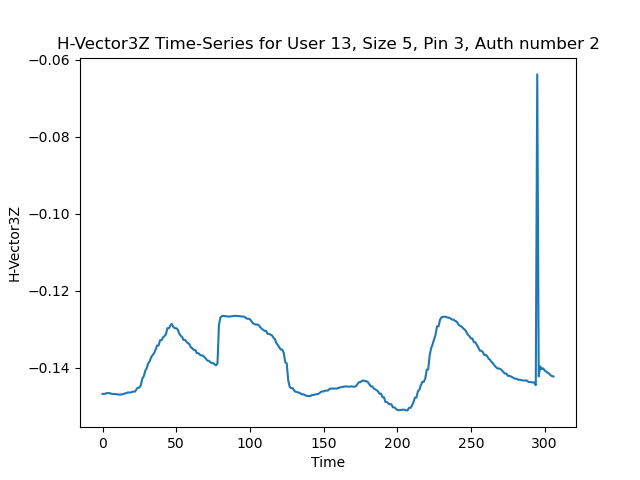 H-Vector3Z Time-Series for User 13, Size 5, Pin 3, Auth number 2
−0.06
−0.08
−0.10
−0.12
−0.14
H-Vector3Z
0 50 100 150 200 250 300
Time